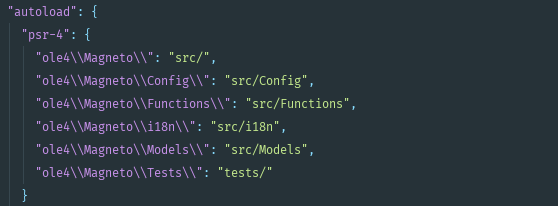 "autoload": {
"psr-4": {
"ole4\\Magneto\\": "src/",
"ole4\\Magneto\\Config\\": "src/Config",
"ole4\\Magneto\\Functions\\": "src/Functions",
"ole4\\Magneto\\i18n\\": "src/i18n",
"ole4\\Magneto\\Models\\": "src/Models",
"ole4\\Magneto\\Tests\\": "tests/"
}